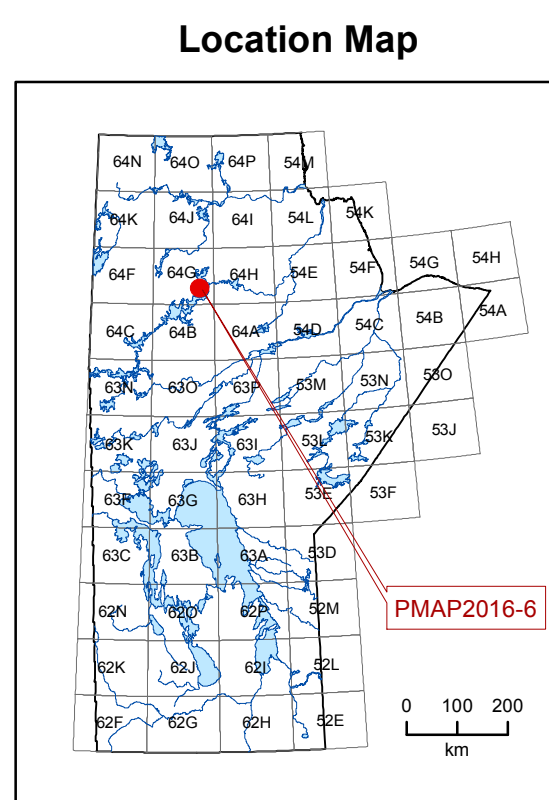 Location Map
64N 64O 64P 54M
64K 64J 64I 54L 54K
64F 64G 64H 54E 54F 54G 54H
64C 64B 64A 54D 54C 54B 54A
63N 63O 63P 53M 53N 53O
63K 63J 63I 53L 53K 53J
63F 63G 63H 53E 53F
63C 63B 63A 53D
62N 62O 62P 52M
PMAP2016-6
62K 62J 62I 52L
62F 62G 62H 52E
0 100 200
km